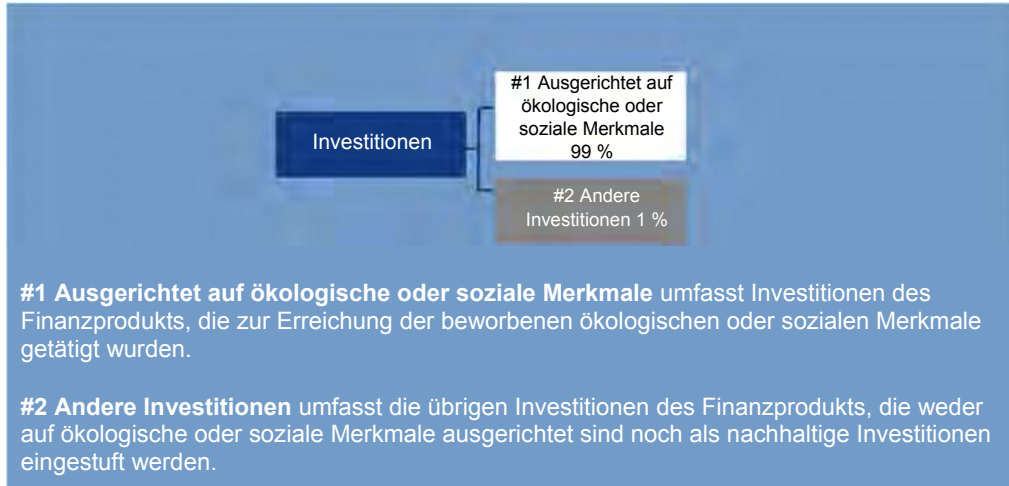 #1 Ausgerichtet auf
ökologische oder
soziale Merkmale
99 %
Investitionen
#2 Andere
Investitionen 1 %
#1 Ausgerichtet auf ökologische oder soziale Merkmale umfasst Investitionen des
Finanzprodukts, die zur Erreichung der beworbenen ökologischen oder sozialen Merkmale
getätigt wurden.
#2 Andere Investitionen umfasst die übrigen Investitionen des Finanzprodukts, die weder
auf ökologische oder soziale Merkmale ausgerichtet sind noch als nachhaltige Investitionen
eingestuft werden.